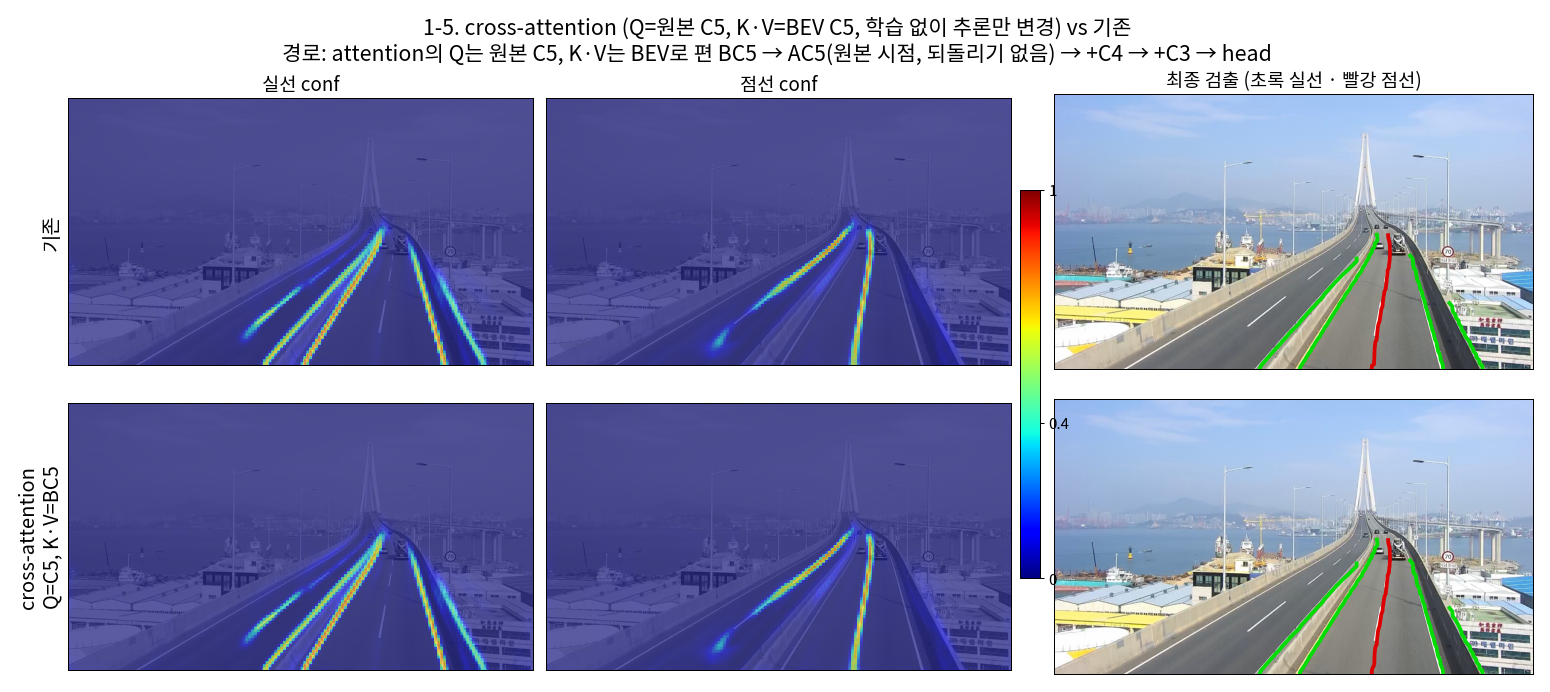 1-5. cross-attention (Q=원본 C5, K·V=BEV C5, 학습 없이 추론만 변경) vs 기존
경로: attention의 Q는 원본 C5, K·V는 BEV로 편 BC5 → AC5(원본 시점, 되돌리기 없음) → +C4 → +C3 → head
실선 conf
점선 conf
최종 검출 (초록 실선 · 빨강 점선)
기존
1
0.4
0
70
cross-attention
Q=C5, K·V=BC5
70